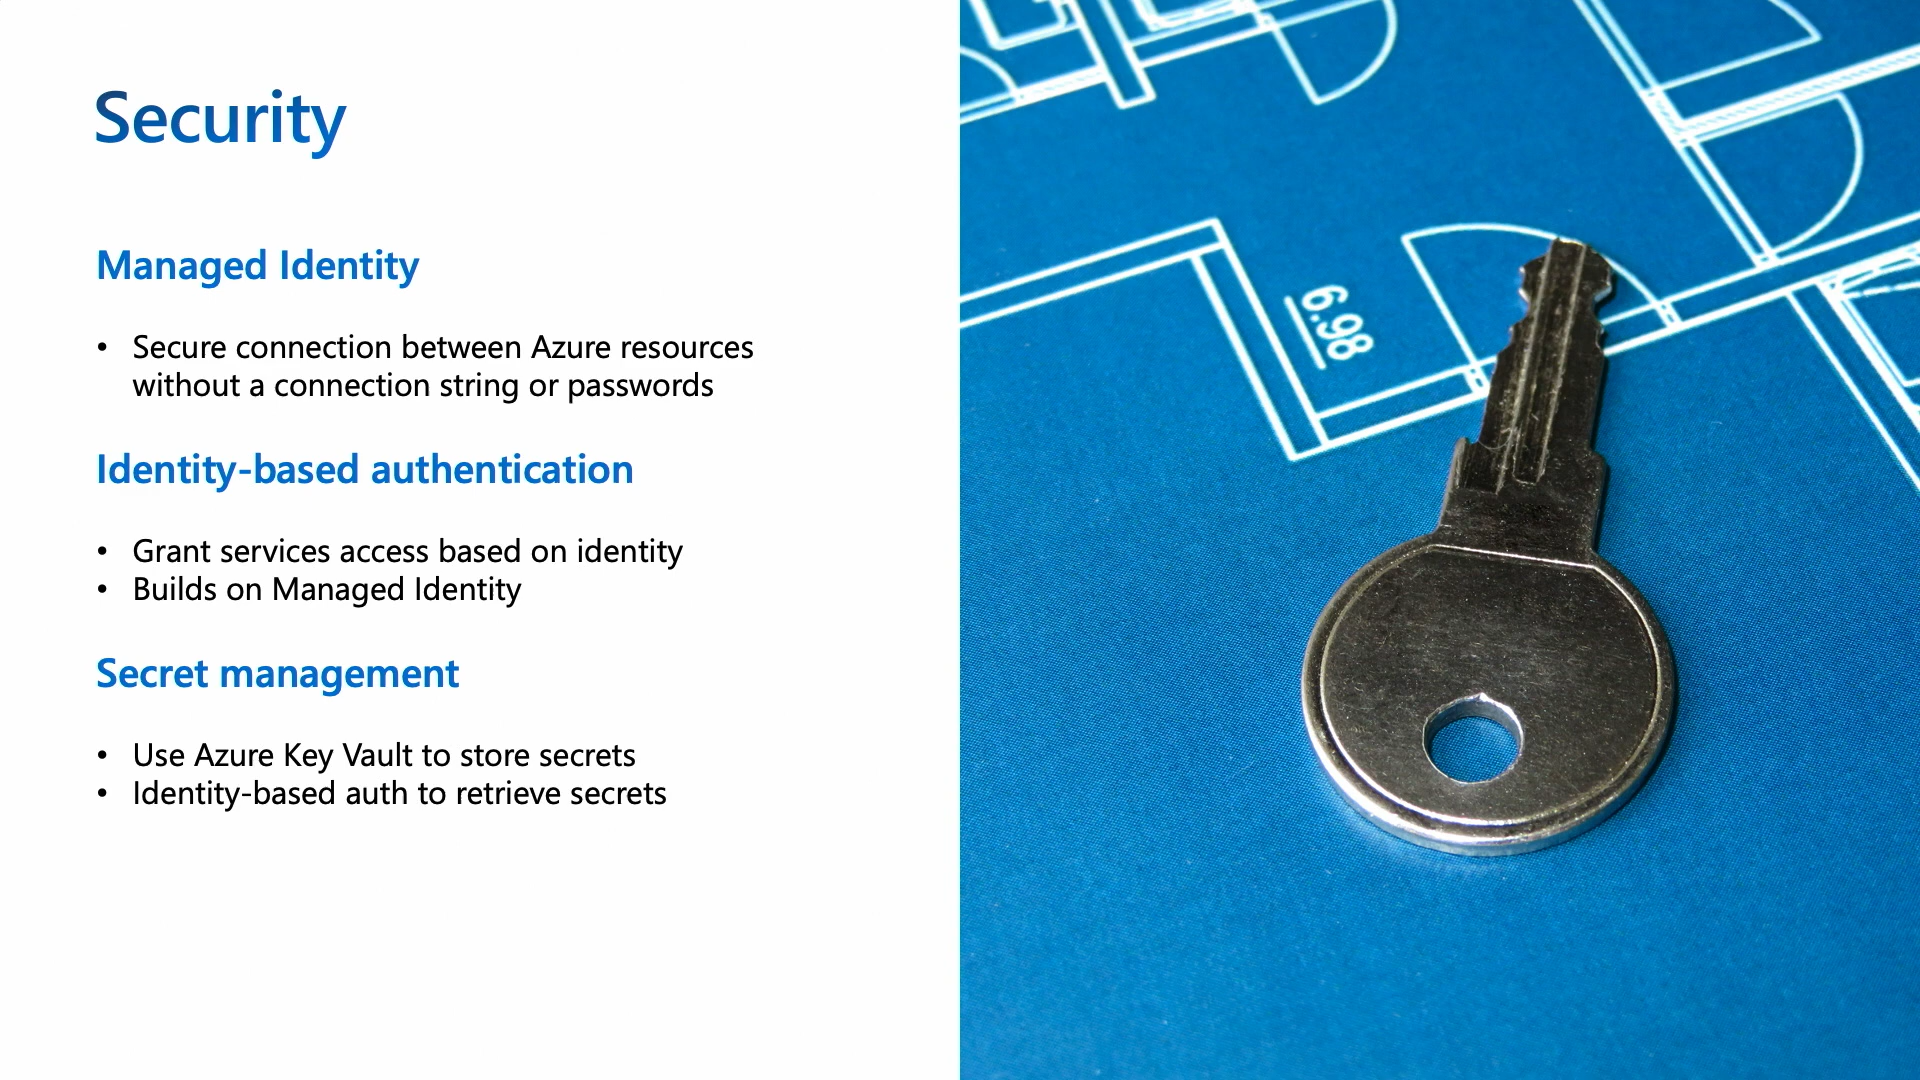 Security
Managed Identity
• Secure connection between Azure resources
without a connection string or passwords
Identity-based authentication
• Grant services access based on identity
• Builds on Managed Identity
Secret management
• Use Azure Key Vault to store secrets
• Identity-based auth to retrieve secrets
6.98